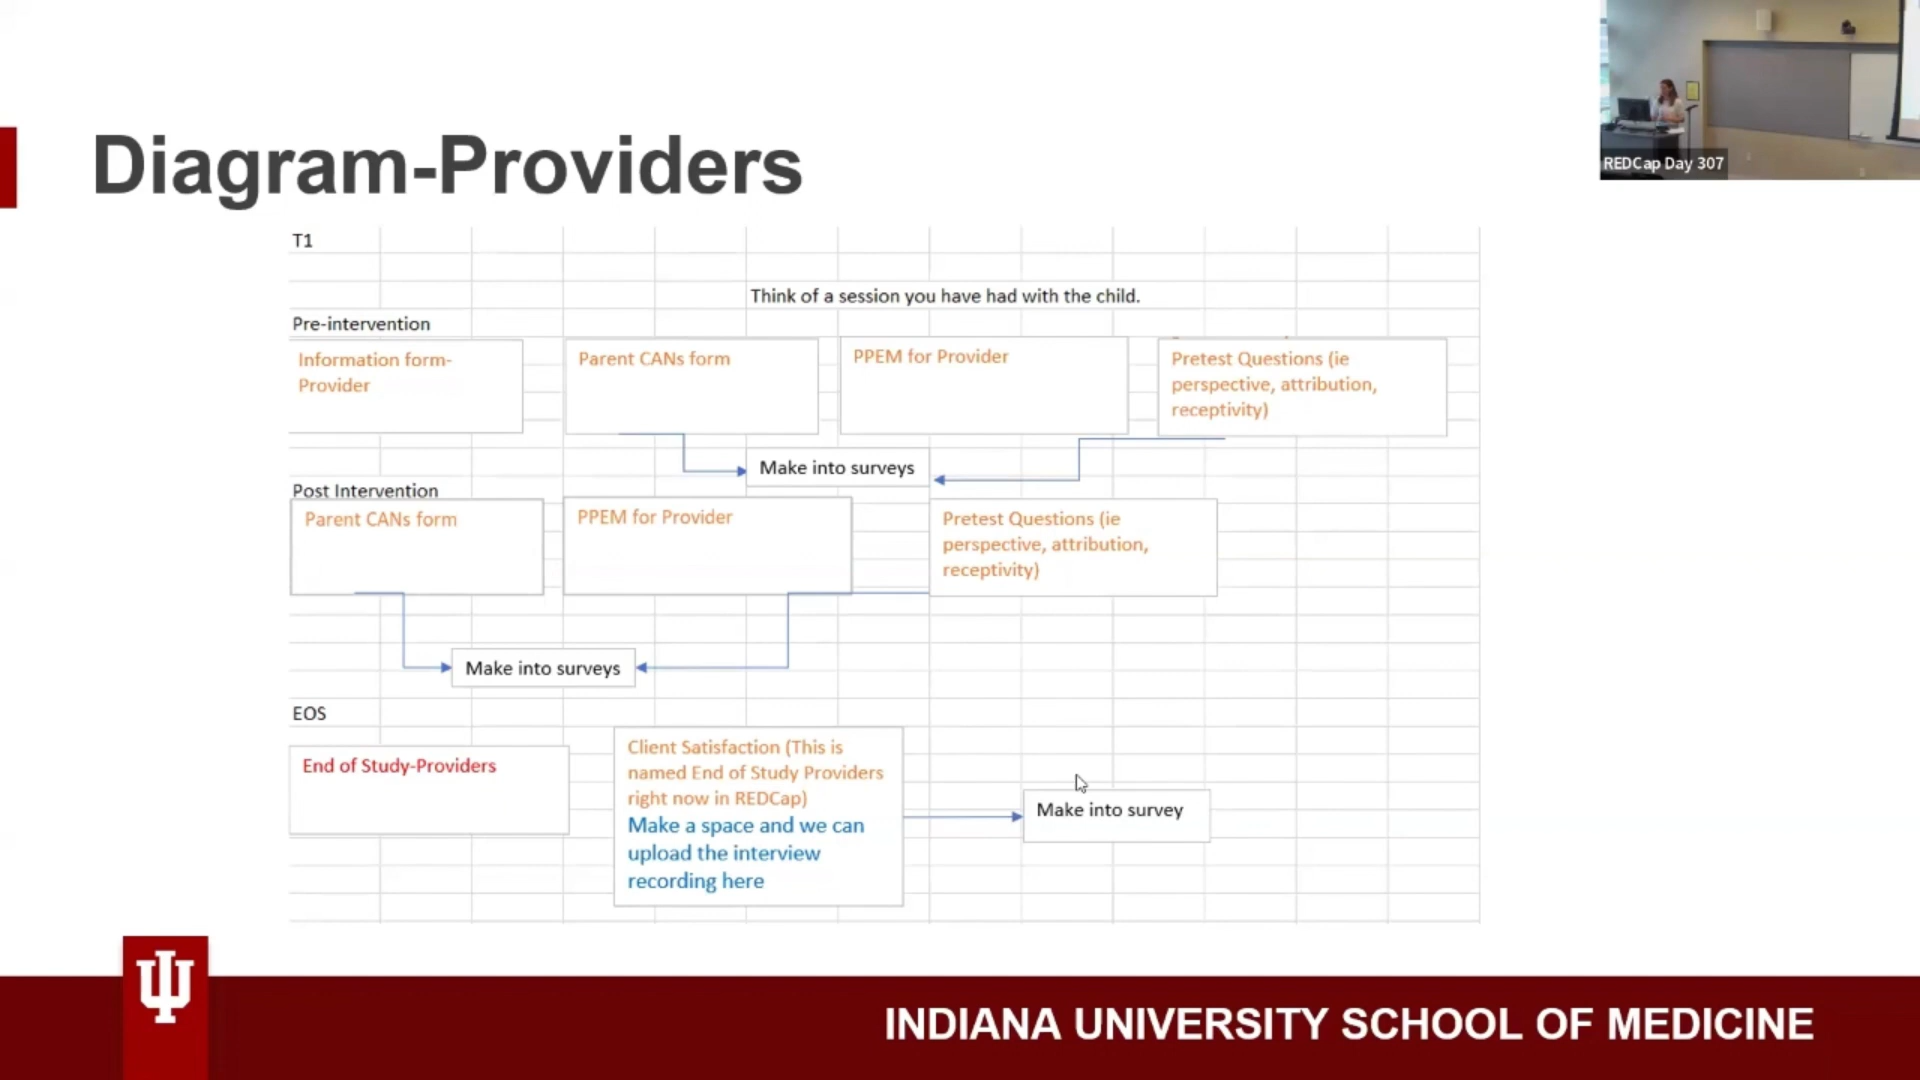 REDCap Day 307
Diagram-Providers
T1
Think of a session you have had with the child.
Pre-intervention
Information form-
Provider
Parent CANs form
PPEM for Provider
Pretest Questions (ie
perspective, attribution,
receptivity)
Make into surveys
Post Intervention
Parent CANs form
PPEM for Provider
Pretest Questions (ie
perspective, attribution,
receptivity)
Make into surveys
EOS
End of Study-Providers
Client Satisfaction (This is
named End of Study Providers
right now in REDCap)
Make a space and we can
upload the interview
recording here
Make into survey
INDIANA UNIVERSITY SCHOOL OF MEDICINE